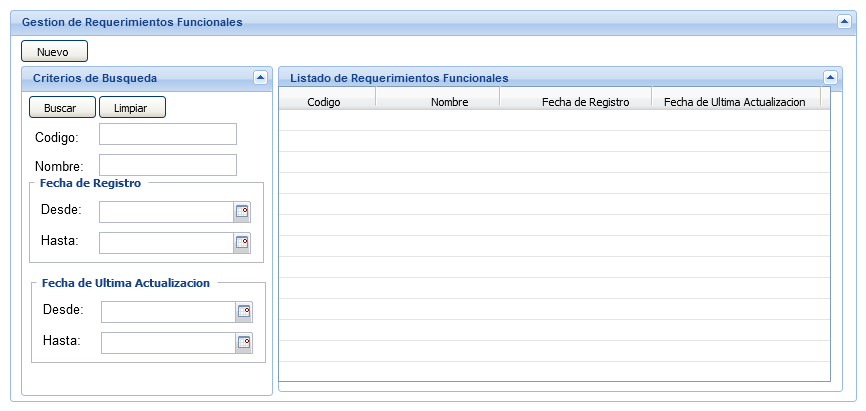 Gestion de Requerimientos Funcionales
Nuevo
Criterios de Busqueda
Buscar Limpiar
Codigo:
Nombre:
Fecha de Registro
Desde:
Hasta:
Fecha de Ultima Actualizacion
Desde:
Hasta:
Listado de Requerimientos Funcionales
Codigo Nombre Fecha de Registro Fecha de Ultima Actualizacion